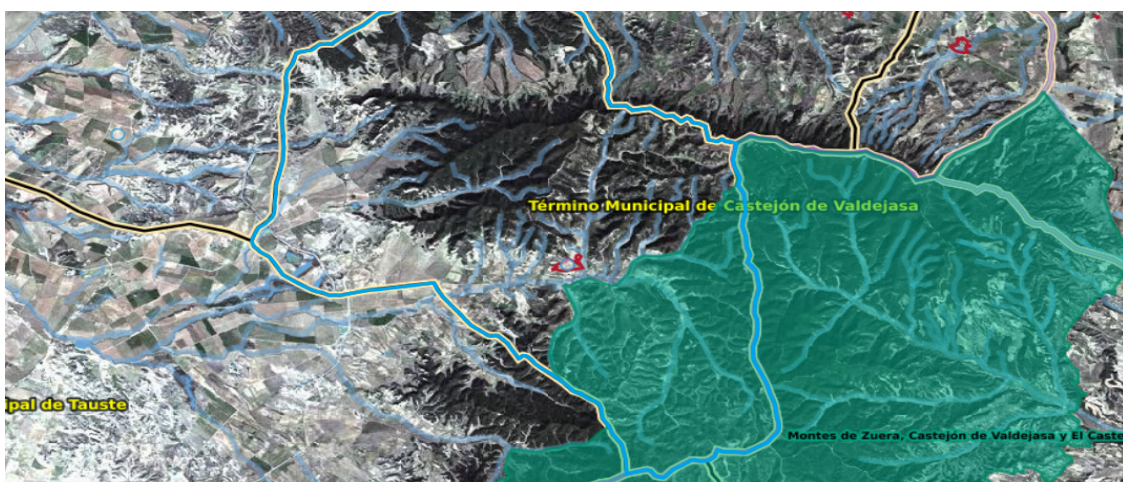 Término Municipal de Castejón de Valdejasa
ipal de Tauste
Montes de Zuera, Castejón de Valdejasa y El Caste